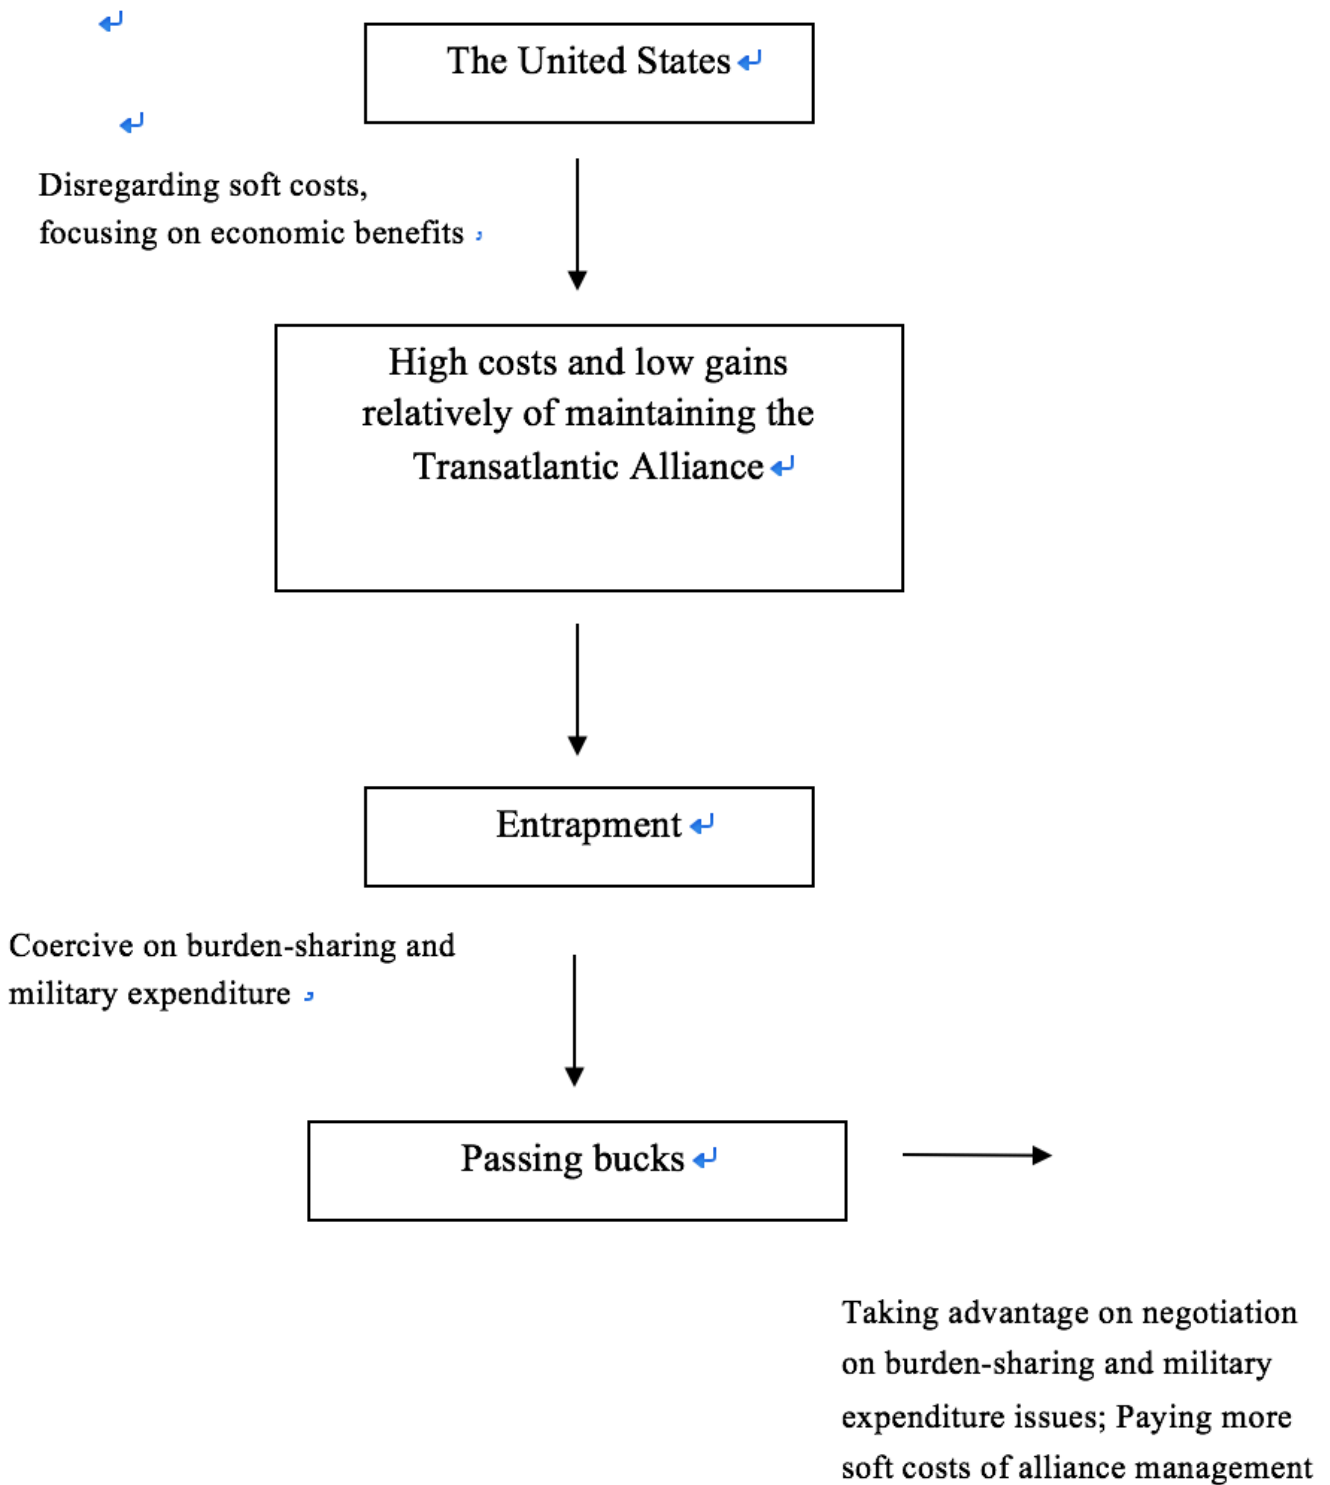 The United States
Disregarding soft costs,
focusing on economic benefits
High costs and low gains
relatively of maintaining the
Transatlantic Alliance
Entrapment
Coercive on burden-sharing and
military expenditure
Passing bucks
Taking advantage on negotiation
on burden-sharing and military
expenditure issues; Paying more
soft costs of alliance management